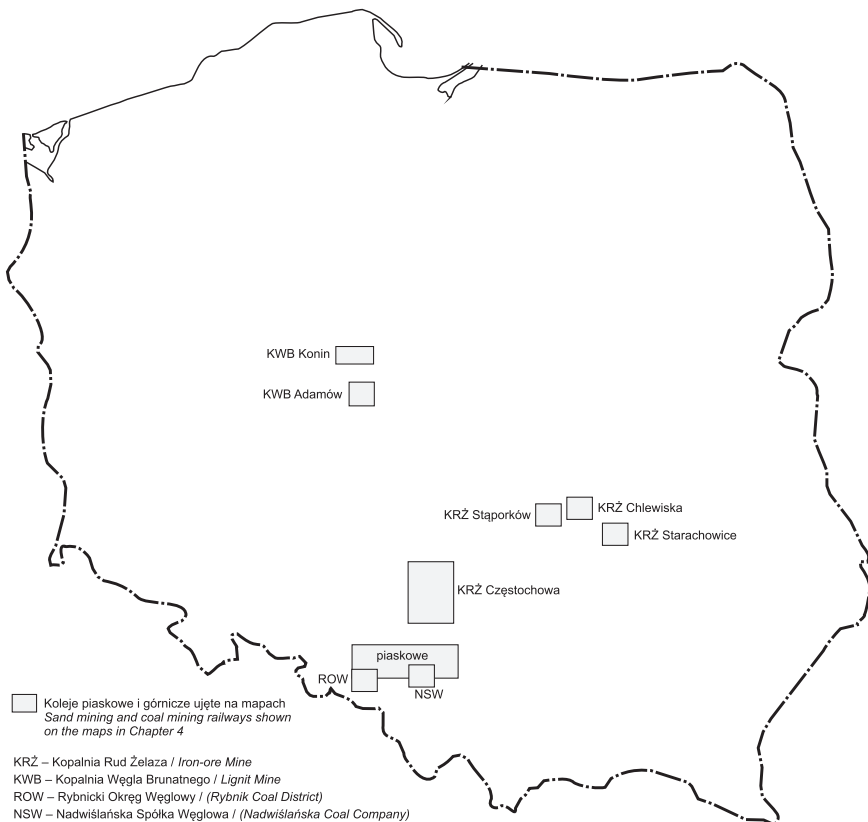 KWB Konin
KWB Adamów
KRŻ Stąporków
KRŻ Chlewiska
KRŻ Starachowice
KRŻ Częstochowa
piaskowe
ROW
NSW
Koleje piaskowe i górnicze ujęte na mapach
Sand mining and coal mining railways shown
on the maps in Chapter 4
KRŻ – Kopalnia Rud Żelaza / Iron-ore Mine
KWB – Kopalnia Węgla Brunatnego / Lignit Mine
ROW – Rybnicki Okręg Węglowy / (Rybnik Coal District)
NSW – Nadwiślańska Spółka Węglowa / (Nadwiślańska Coal Company)